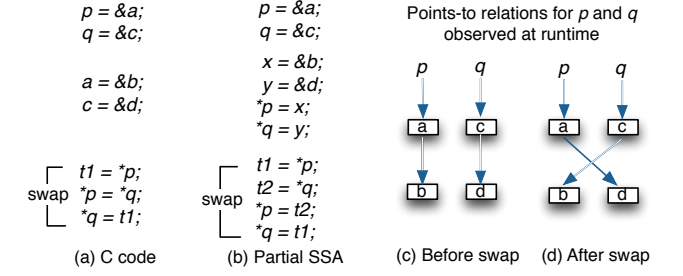 p = &a;
q = &c;
a = &b;
c = &d;
swap
t1 = *p;
*p = *q;
*q = t1;
(a) C code
p = &a;
q = &c;
x = &b;
y = &d;
*p = x;
*q = y;
swap
t1 = *p;
t2 = *q;
*p = t2;
*q = t1;
(b) Partial SSA
Points-to relations for p and q
observed at runtime
p q
a c
b d
(c) Before swap
p q
a c
b d
(d) After swap